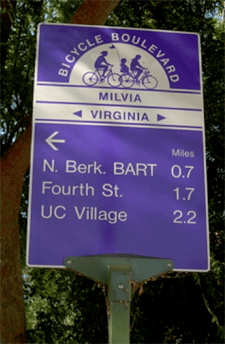 BICYCLE BOULEVARD
MILVIA
◄ VIRGINIA ►
← Miles
N. Berk. BART 0.7
Fourth St. 1.7
UC Village 2.2